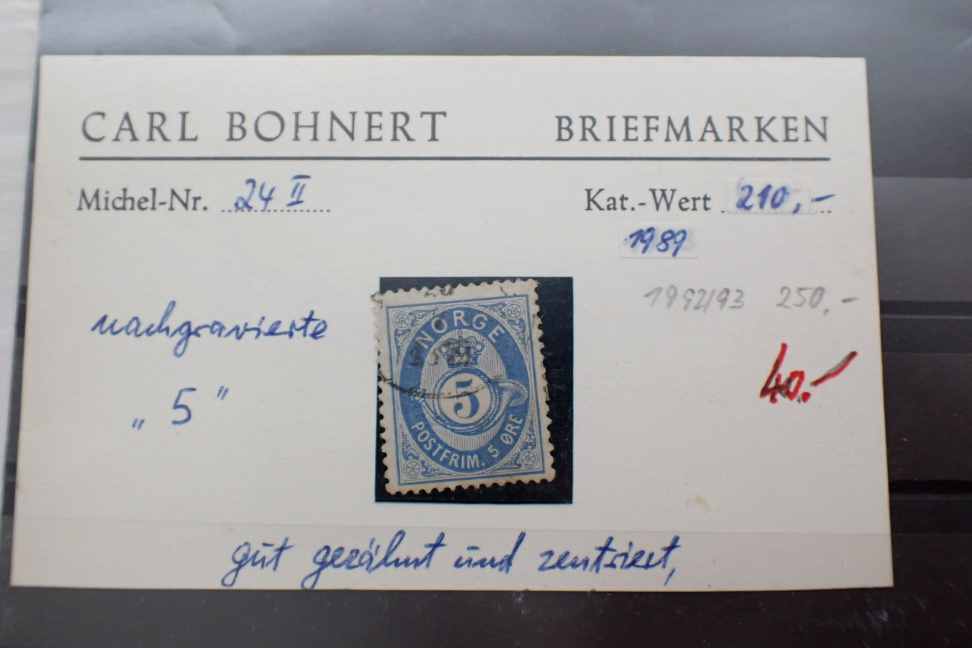 CARL BOHNERT BRIEFMARKEN
Michel-Nr. 24 II Kat.-Wert 210,-
1989
1992/93 250,-
nachgravierte
„5"
40.-
NORGE
5
POSTFRIM. 5 ØRE
gut gezähnt und zentriert,